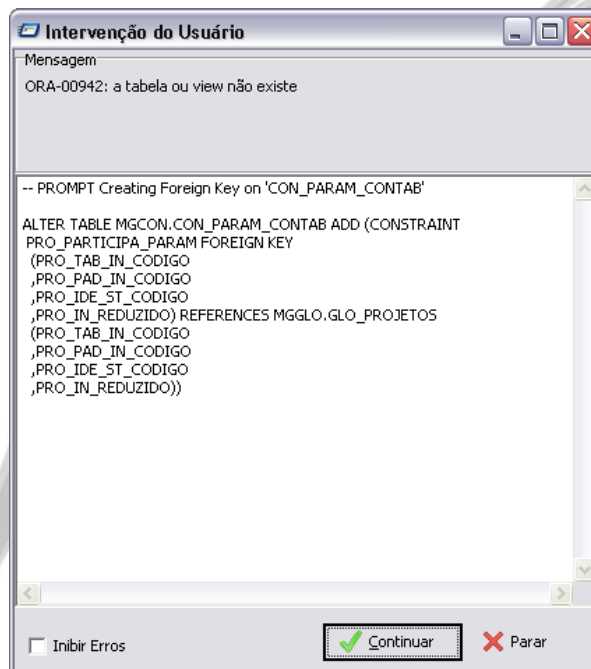 Intervenção do Usuário
Mensagem
ORA-00942: a tabela ou view não existe
-- PROMPT Creating Foreign Key on 'CON_PARAM_CONTAB'
ALTER TABLE MGCON.CON_PARAM_CONTAB ADD (CONSTRAINT
PRO_PARTICIPA_PARAM FOREIGN KEY
(PRO_TAB_IN_CODIGO
,PRO_PAD_IN_CODIGO
,PRO_IDE_ST_CODIGO
,PRO_IN_REDUZIDO) REFERENCES MGGLO.GLO_PROJETOS
(PRO_TAB_IN_CODIGO
,PRO_PAD_IN_CODIGO
,PRO_IDE_ST_CODIGO
,PRO_IN_REDUZIDO))
Inibir Erros
Continuar
Parar